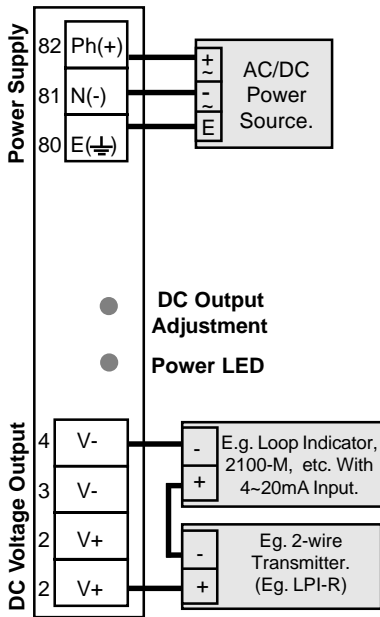 Power Supply
82 Ph(+) + ~
81 N(-) - ~
80 E(⏚) E
AC/DC
Power
Source.
DC Output
Adjustment
Power LED
DC Voltage Output
4 V- -
3 V- +
2 V+ -
2 V+ +
E.g. Loop Indicator,
2100-M, etc. With
4~20mA Input.
Eg. 2-wire
Transmitter.
(Eg. LPI-R)